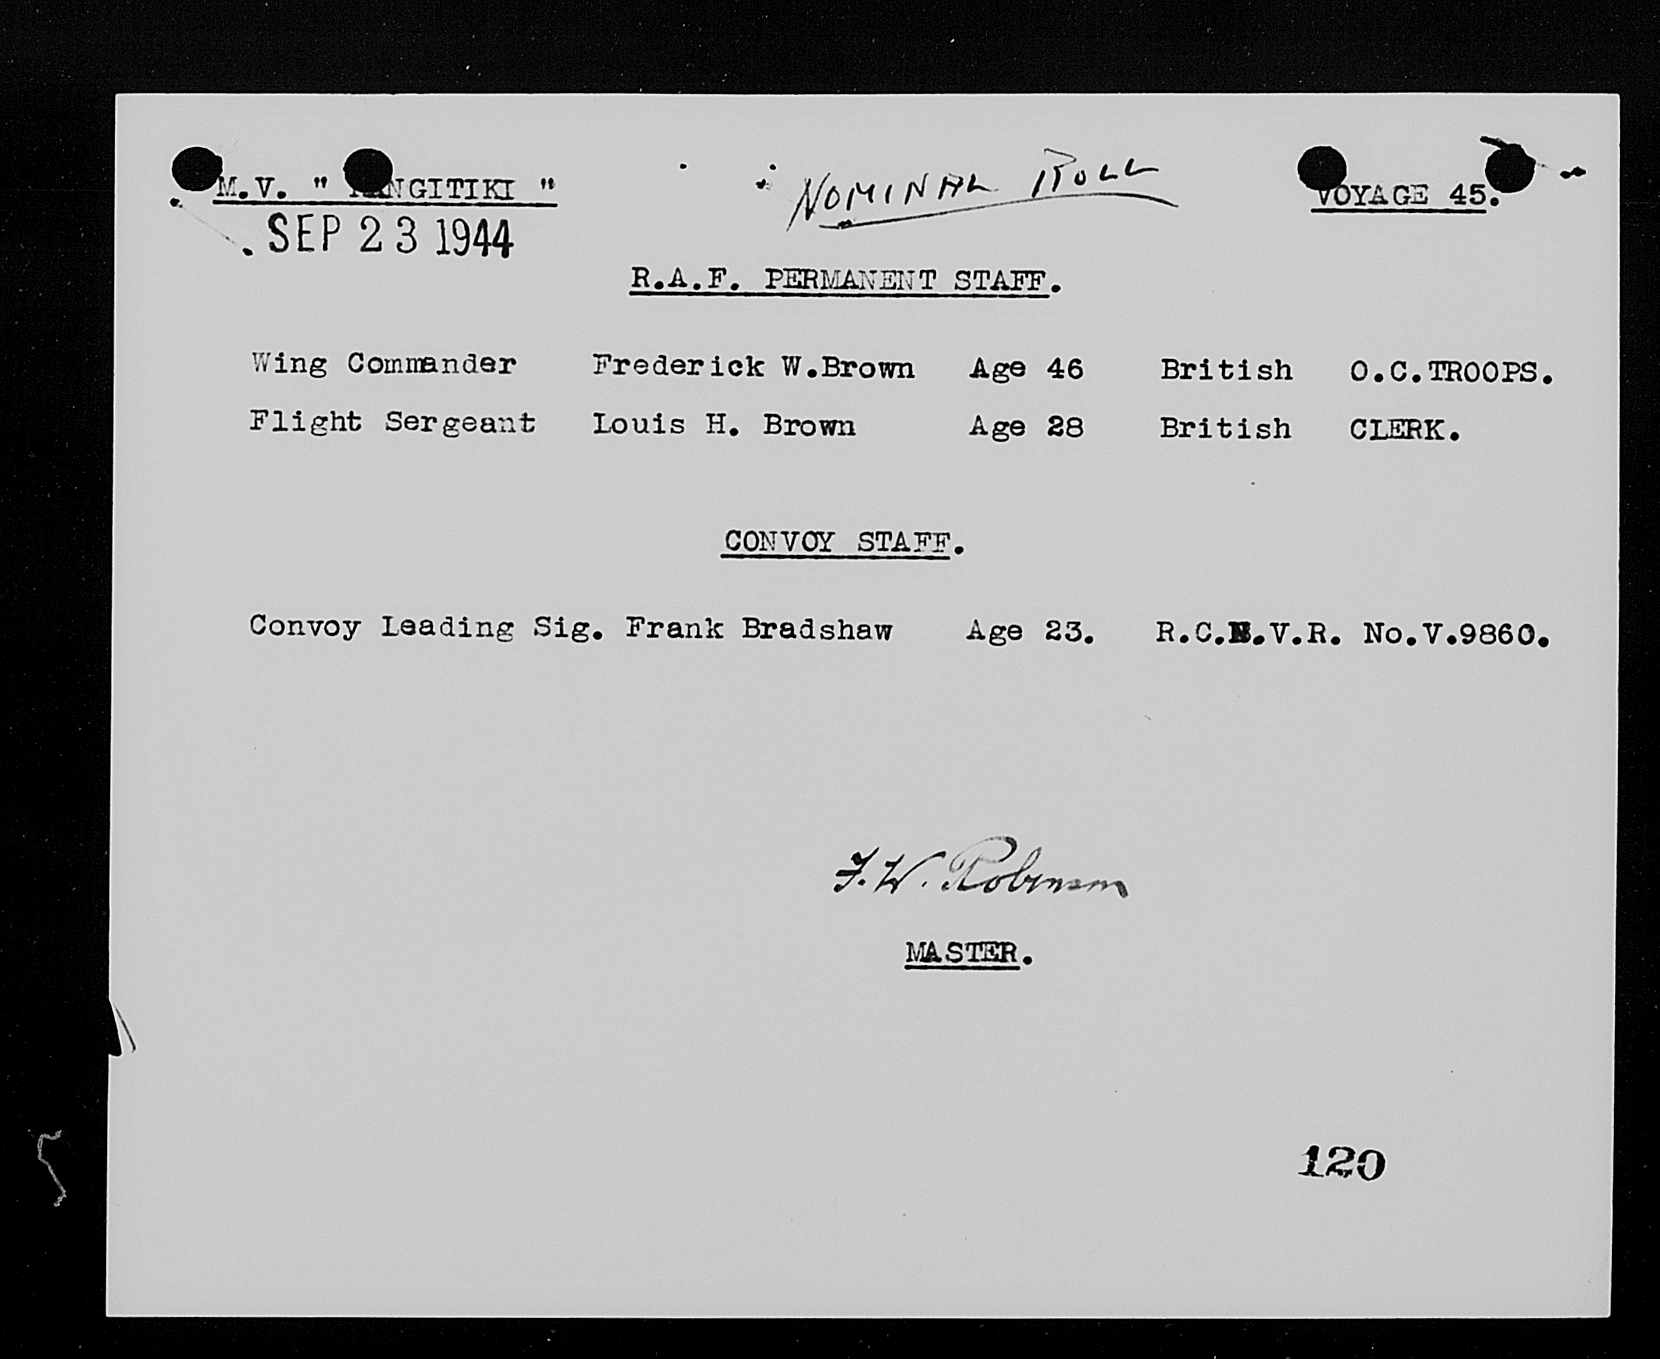 M.V. " RANGITIKI "
NOMINAL ROLL
VOYAGE 45.
SEP 23 1944
R.A.F. PERMANENT STAFF.
Wing Commander Frederick W.Brown Age 46 British O.C.TROOPS.
Flight Sergeant Louis H. Brown Age 28 British CLERK.
CONVOY STAFF.
Convoy Leading Sig. Frank Bradshaw Age 23. R.C.N.V.R. No.V.9860.
F.W. Robinson
MASTER.
120